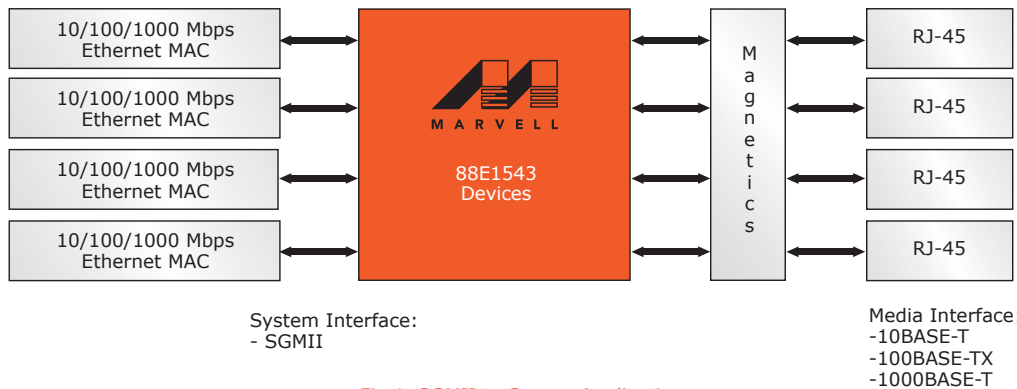 10/100/1000 Mbps
Ethernet MAC
10/100/1000 Mbps
Ethernet MAC
10/100/1000 Mbps
Ethernet MAC
10/100/1000 Mbps
Ethernet MAC
MARVELL
88E1543
Devices
M
a
g
n
e
t
i
c
s
RJ-45
RJ-45
RJ-45
RJ-45
System Interface:
- SGMII
Media Interface:
-10BASE-T
-100BASE-TX
-1000BASE-T